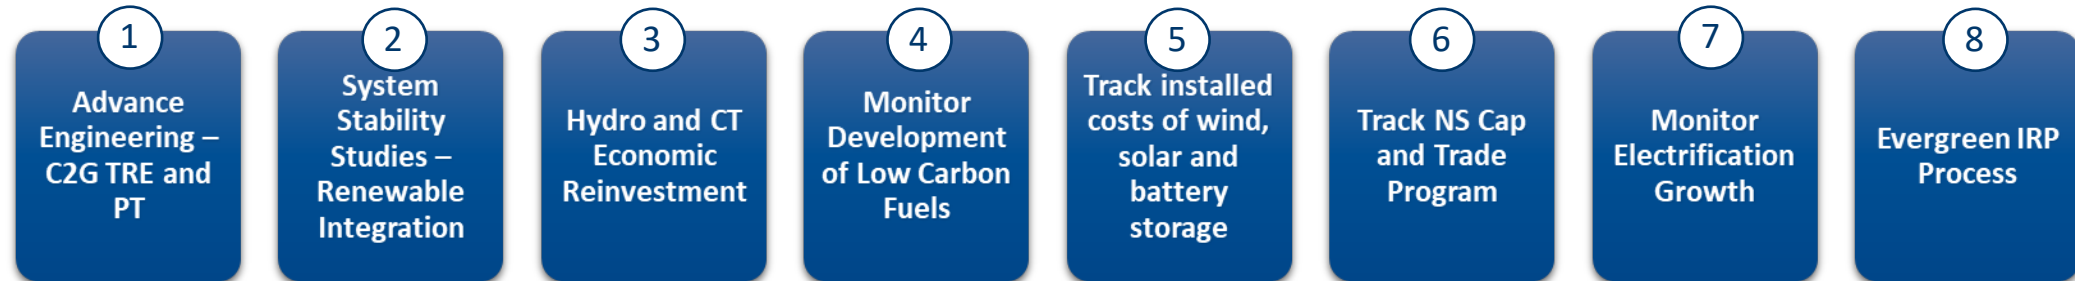 1
Advance
Engineering –
C2G TRE and
PT
2
System
Stability
Studies –
Renewable
Integration
3
Hydro and CT
Economic
Reinvestment
4
Monitor
Development
of Low Carbon
Fuels
5
Track installed
costs of wind,
solar and
battery
storage
6
Track NS Cap
and Trade
Program
7
Monitor
Electrification
Growth
8
Evergreen IRP
Process